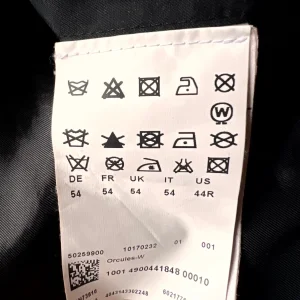 W
DE FR UK IT US
54 54 54 54 44R
50259900 10170232 01 001
Orcules-W
1001 4900441848 00010